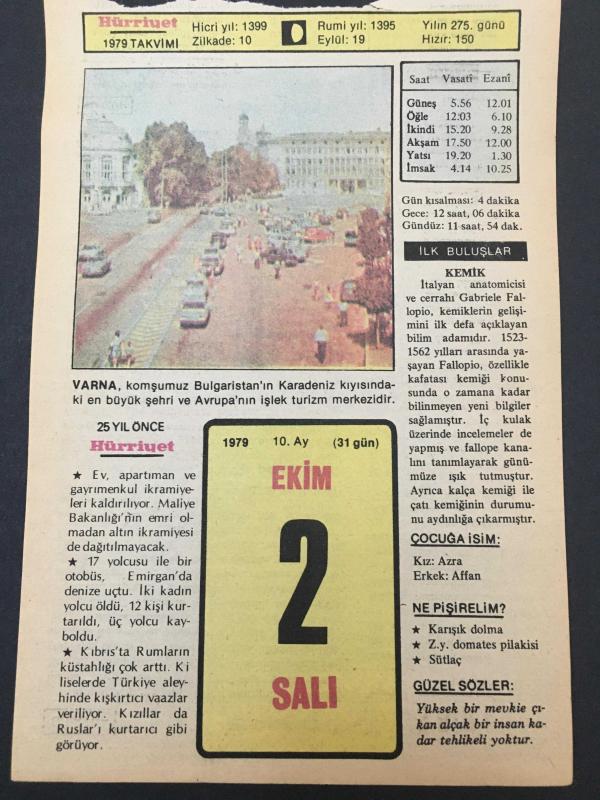 Hürriyet
1979 TAKVİMİ
Hicri yıl: 1399
Zilkade: 10
Rumi yıl: 1395
Eylül: 19
Yılın 275. günü
Hızır: 150
Saat Vasatî Ezanî
Güneş 5.56 12.01
Öğle 12:03 6.10
İkindi 15.20 9.28
Akşam 17.50 12.00
Yatsı 19.20 1.30
İmsak 4.14 10.25
Gün kısalması: 4 dakika
Gece: 12 saat, 06 dakika
Gündüz: 11 saat, 54 dak.
VARNA, komşumuz Bulgaristan'ın Karadeniz kıyısında-
ki en büyük şehri ve Avrupa'nın işlek turizm merkezidir.
25 YIL ÖNCE
Hürriyet
★ Ev, apartıman ve
gayrımenkul ikramiye-
leri kaldırılıyor. Maliye
Bakanlığı'nın emri ol-
madan altın ikramiyesi
de dağıtılmayacak.
★ 17 yolcusu ile bir
otobüs, Emirgan'da
denize uçtu. İki kadın
yolcu öldü, 12 kişi kur-
tarıldı, üç yolcu kay-
boldu.
★ Kıbrıs'ta Rumların
küstahlığı çok arttı. Ki
liselerde Türkiye aley-
hinde kışkırtıcı vaazlar
veriliyor. Kızıllar da
Ruslar'ı kurtarıcı gibi
görüyor.
1979 10. Ay (31 gün)
EKİM
2
SALI
İLK BULUŞLAR
KEMİK
İtalyan anatomicisi
ve cerrahı Gabriele Fal-
lopio, kemiklerin gelişi-
mini ilk defa açıklayan
bilim adamıdır. 1523-
1562 yılları arasında ya-
şayan Fallopio, özellikle
kafatası kemiği konu-
sunda o zamana kadar
bilinmeyen yeni bilgiler
sağlamıştır. İç kulak
üzerinde incelemeler de
yapmış ve fallope kana-
lını tanımlayarak günü-
müze ışık tutmuştur.
Ayrıca kalça kemiği ile
çatı kemiğinin durumu-
nu aydınlığa çıkarmıştır.
ÇOCUĞA İSİM:
Kız: Azra
Erkek: Affan
NE PİŞİRELİM?
★ Karışık dolma
★ Z.y. domates pilakisi
★ Sütlaç
GÜZEL SÖZLER:
Yüksek bir mevkie çı-
kan alçak bir insan ka-
dar tehlikeli yoktur.